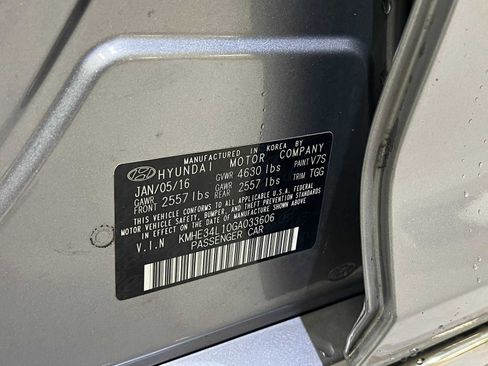 MANUFACTURED IN KOREA BY
HYUNDAI MOTOR COMPANY
JAN/05/16 GVWR 4630 lbs PAINT V7S
GAWR FRONT 2557 lbs GAWR REAR 2557 lbs TRIM TGG
THIS VEHICLE CONFORMS TO ALL APPLICABLE U.S.A. FEDERAL
MOTOR VEHICLE SAFETY, BUMPER, AND THEFT PREVENTION STANDARDS
IN EFFECT ON THE DATE OF MANUFACTURE SHOWN ABOVE.
V.I.N KMHE34L10GA033606
PASSENGER CAR